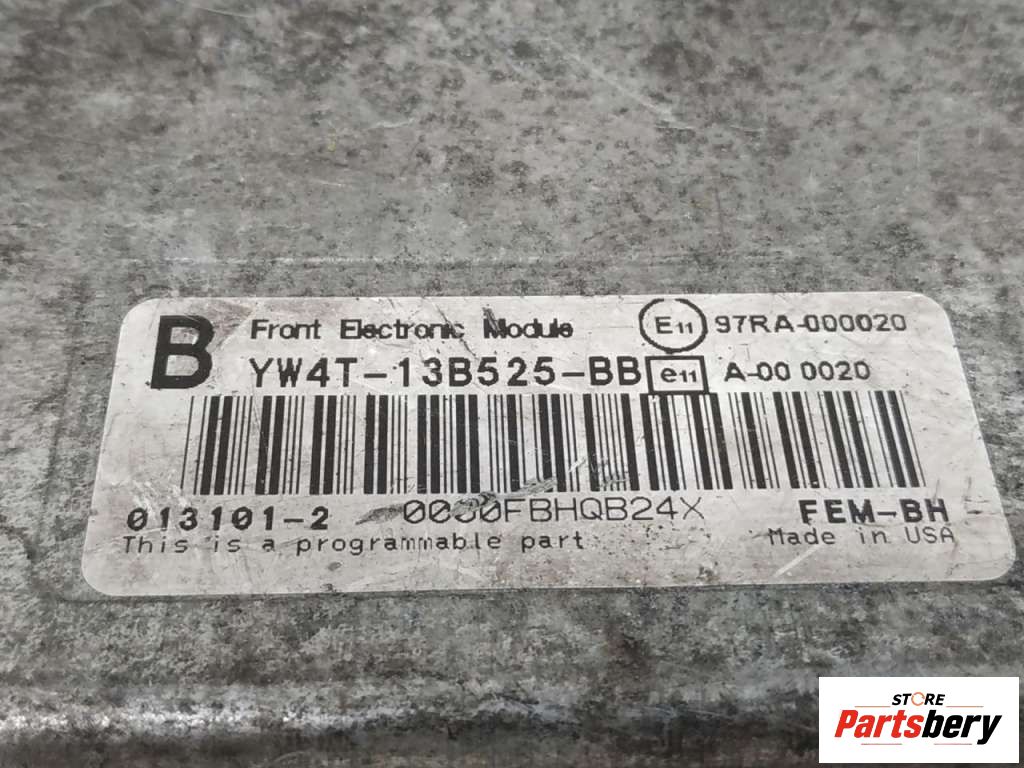 B Front Electronic Module E11 97RA-000020
YW4T-13B525-BB e11 A-00 0020
013101-2 0030FBHQB24X FEM-BH
This is a programmable part Made in USA
STORE
Partsbery